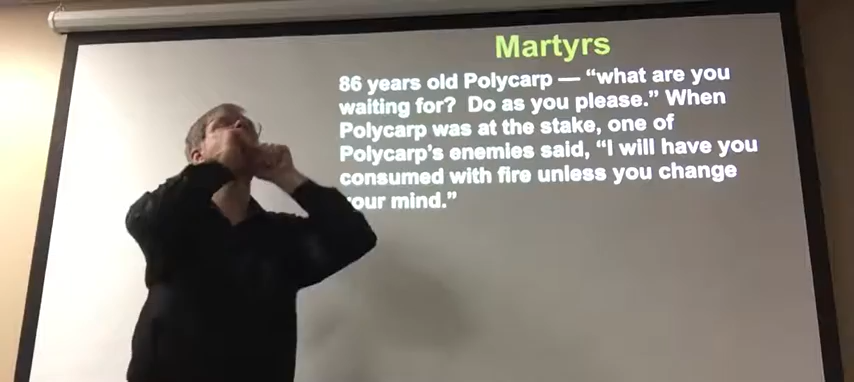 Martyrs
86 years old Polycarp — “what are you
waiting for? Do as you please.” When
Polycarp was at the stake, one of
Polycarp’s enemies said, “I will have you
consumed with fire unless you change
your mind.”